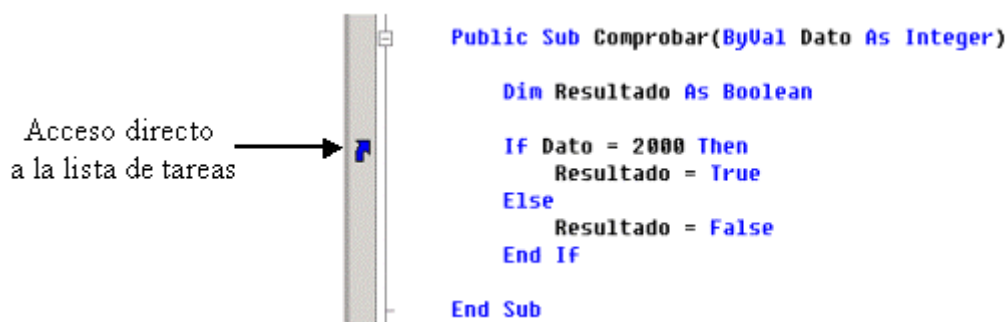 Public Sub Comprobar(ByVal Dato As Integer)
Dim Resultado As Boolean
Acceso directo
a la lista de tareas
If Dato = 2000 Then
Resultado = True
Else
Resultado = False
End If
End Sub